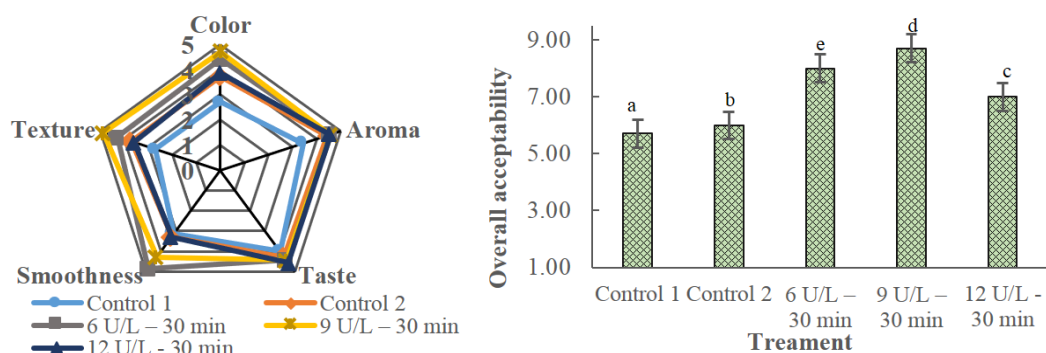 Color
5
4
3
2
1
0
Texture
Aroma
Smoothness
Taste
Control 1
Control 2
6 U/L – 30 min
9 U/L – 30 min
12 U/L - 30 min
Overall acceptability
9.00
7.00
5.00
3.00
1.00
a
b
e
d
c
Control 1
Control 2
6 U/L –
30 min
9 U/L –
30 min
12 U/L -
30 min
Treament